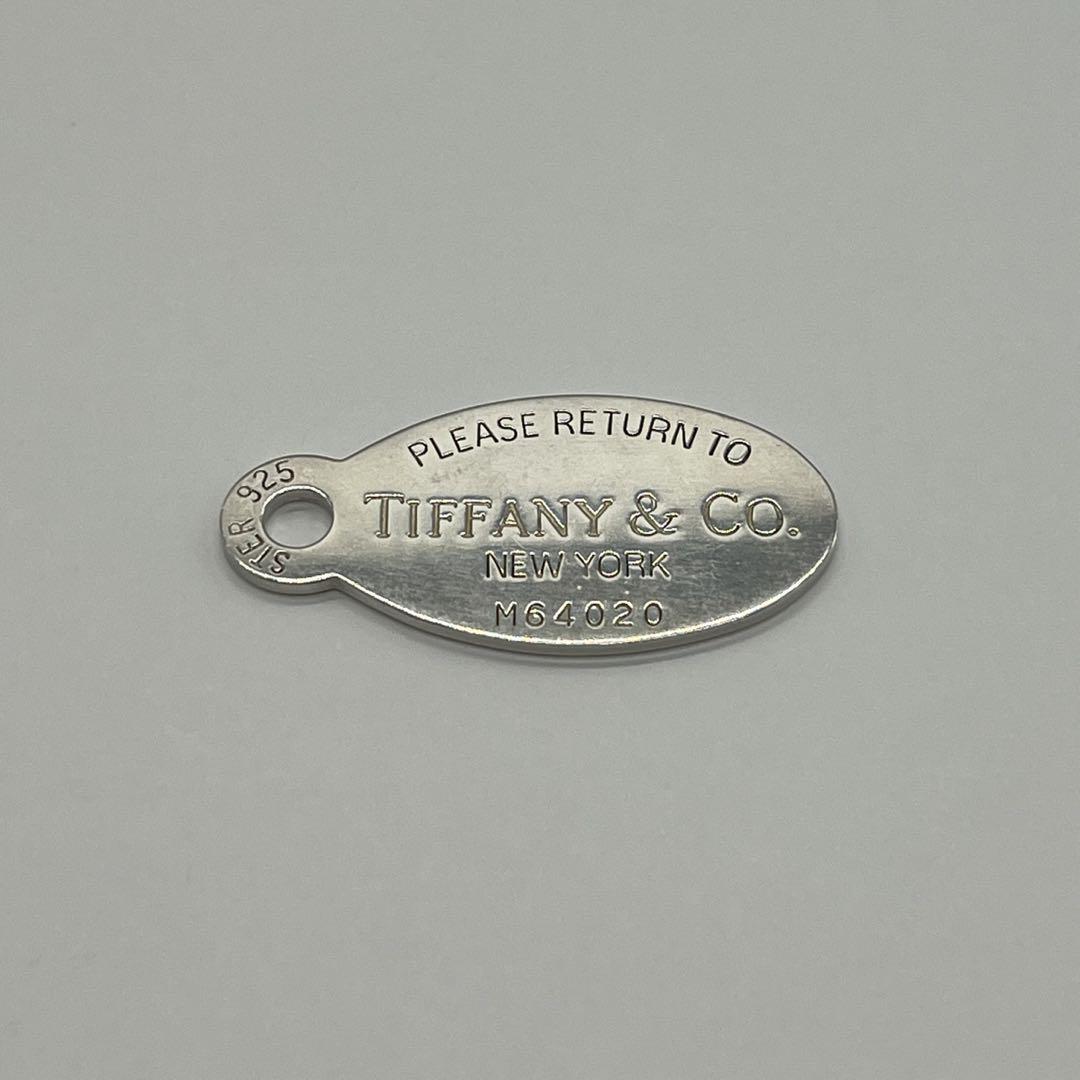 PLEASE RETURN TO
TIFFANY & CO.
NEW YORK
M64020
STER 925